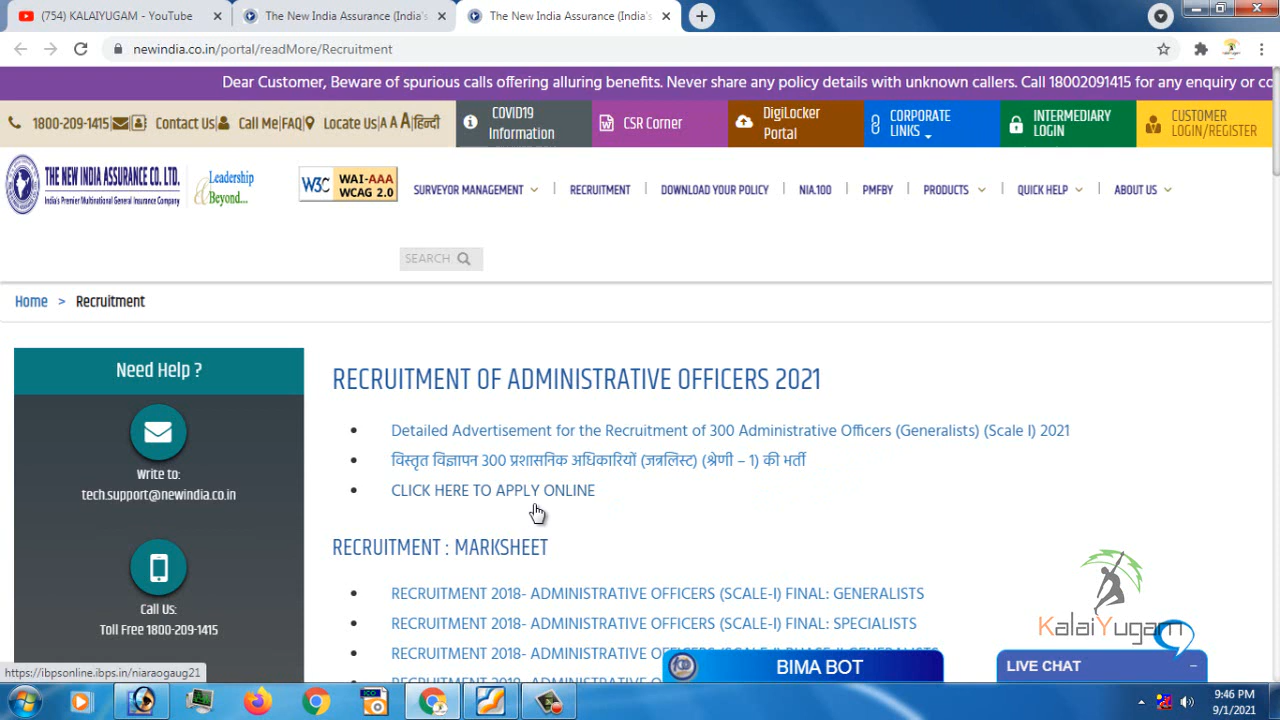 (754) KALAIYUGAM - YouTube
The New India Assurance (India's
The New India Assurance (India's
newindia.co.in/portal/readMore/Recruitment
Dear Customer, Beware of spurious calls offering alluring benefits. Never share any policy details with unknown callers. Call 18002091415 for any enquiry or co
1800-209-1415 Contact Us Call Me|FAQ| Locate Us|A A A|हिन्दी
COVID19 Information
CSR Corner
DigiLocker Portal
CORPORATE LINKS
INTERMEDIARY LOGIN
CUSTOMER LOGIN/REGISTER
THE NEW INDIA ASSURANCE CO. LTD.
India's Premier Multinational General Insurance Company
Leadership
& Beyond...
W3C WAI-AAA
WCAG 2.0
SURVEYOR MANAGEMENT | RECRUITMENT | DOWNLOAD YOUR POLICY | NIA.100 | PMFBY | PRODUCTS | QUICK HELP | ABOUT US
SEARCH
Home > Recruitment
Need Help ?
Write to:
tech.support@newindia.co.in
Call Us:
Toll Free 1800-209-1415
RECRUITMENT OF ADMINISTRATIVE OFFICERS 2021
• Detailed Advertisement for the Recruitment of 300 Administrative Officers (Generalists) (Scale I) 2021
• विस्तृत विज्ञापन 300 प्रशासनिक अधिकारियों (जन्रलिस्ट) (श्रेणी – 1) की भर्ती
• CLICK HERE TO APPLY ONLINE
RECRUITMENT : MARKSHEET
• RECRUITMENT 2018- ADMINISTRATIVE OFFICERS (SCALE-I) FINAL: GENERALISTS
• RECRUITMENT 2018- ADMINISTRATIVE OFFICERS (SCALE-I) FINAL: SPECIALISTS
• RECRUITMENT 2018- ADMINISTRATIVE OFFICERS
KalaiYugam
BIMA BOT
LIVE CHAT
https://ibpsonline.ibps.in/niaraogaug21
9:46 PM
9/1/2021